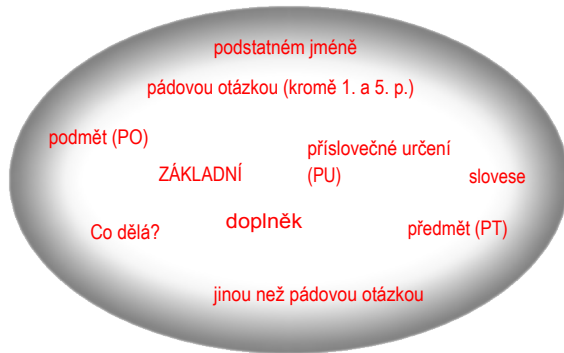 podstatném jméně
pádovou otázkou (kromě 1. a 5. p.)
podmět (PO)
příslovečné určení
(PU)
ZÁKLADNÍ
slovese
Co dělá?
doplněk
předmět (PT)
jinou než pádovou otázkou